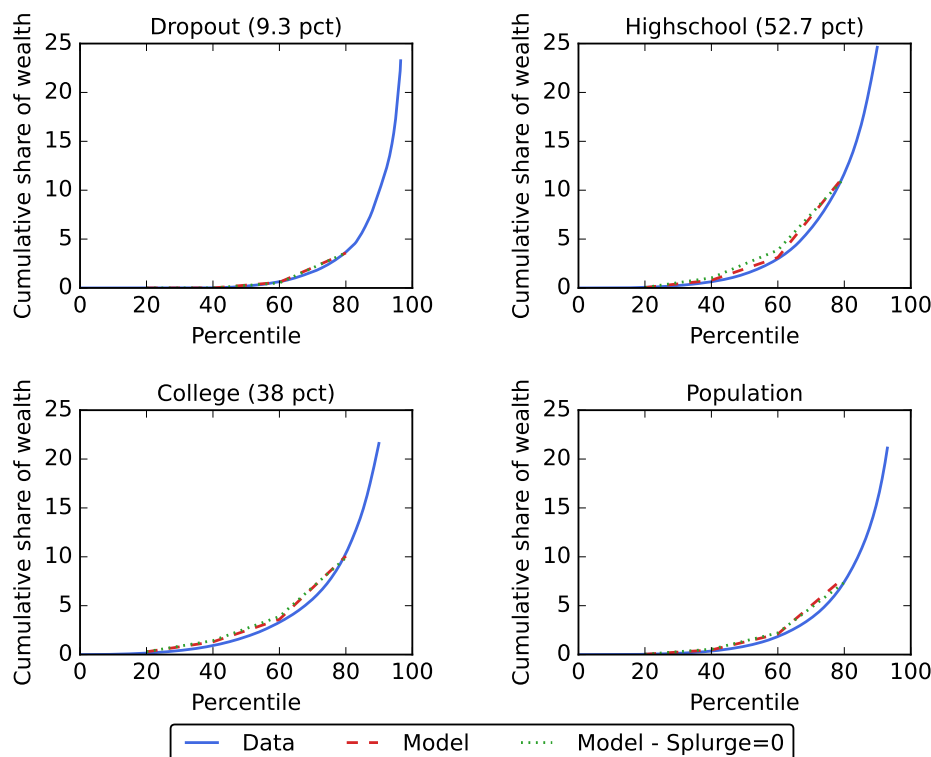 Dropout (9.3 pct)
Cumulative share of wealth
25
20
15
10
5
0
0 20 40 60 80 100
Percentile
Highschool (52.7 pct)
Cumulative share of wealth
25
20
15
10
5
0
0 20 40 60 80 100
Percentile
College (38 pct)
Cumulative share of wealth
25
20
15
10
5
0
0 20 40 60 80 100
Percentile
Population
Cumulative share of wealth
25
20
15
10
5
0
0 20 40 60 80 100
Percentile
Data Model Model - Splurge=0